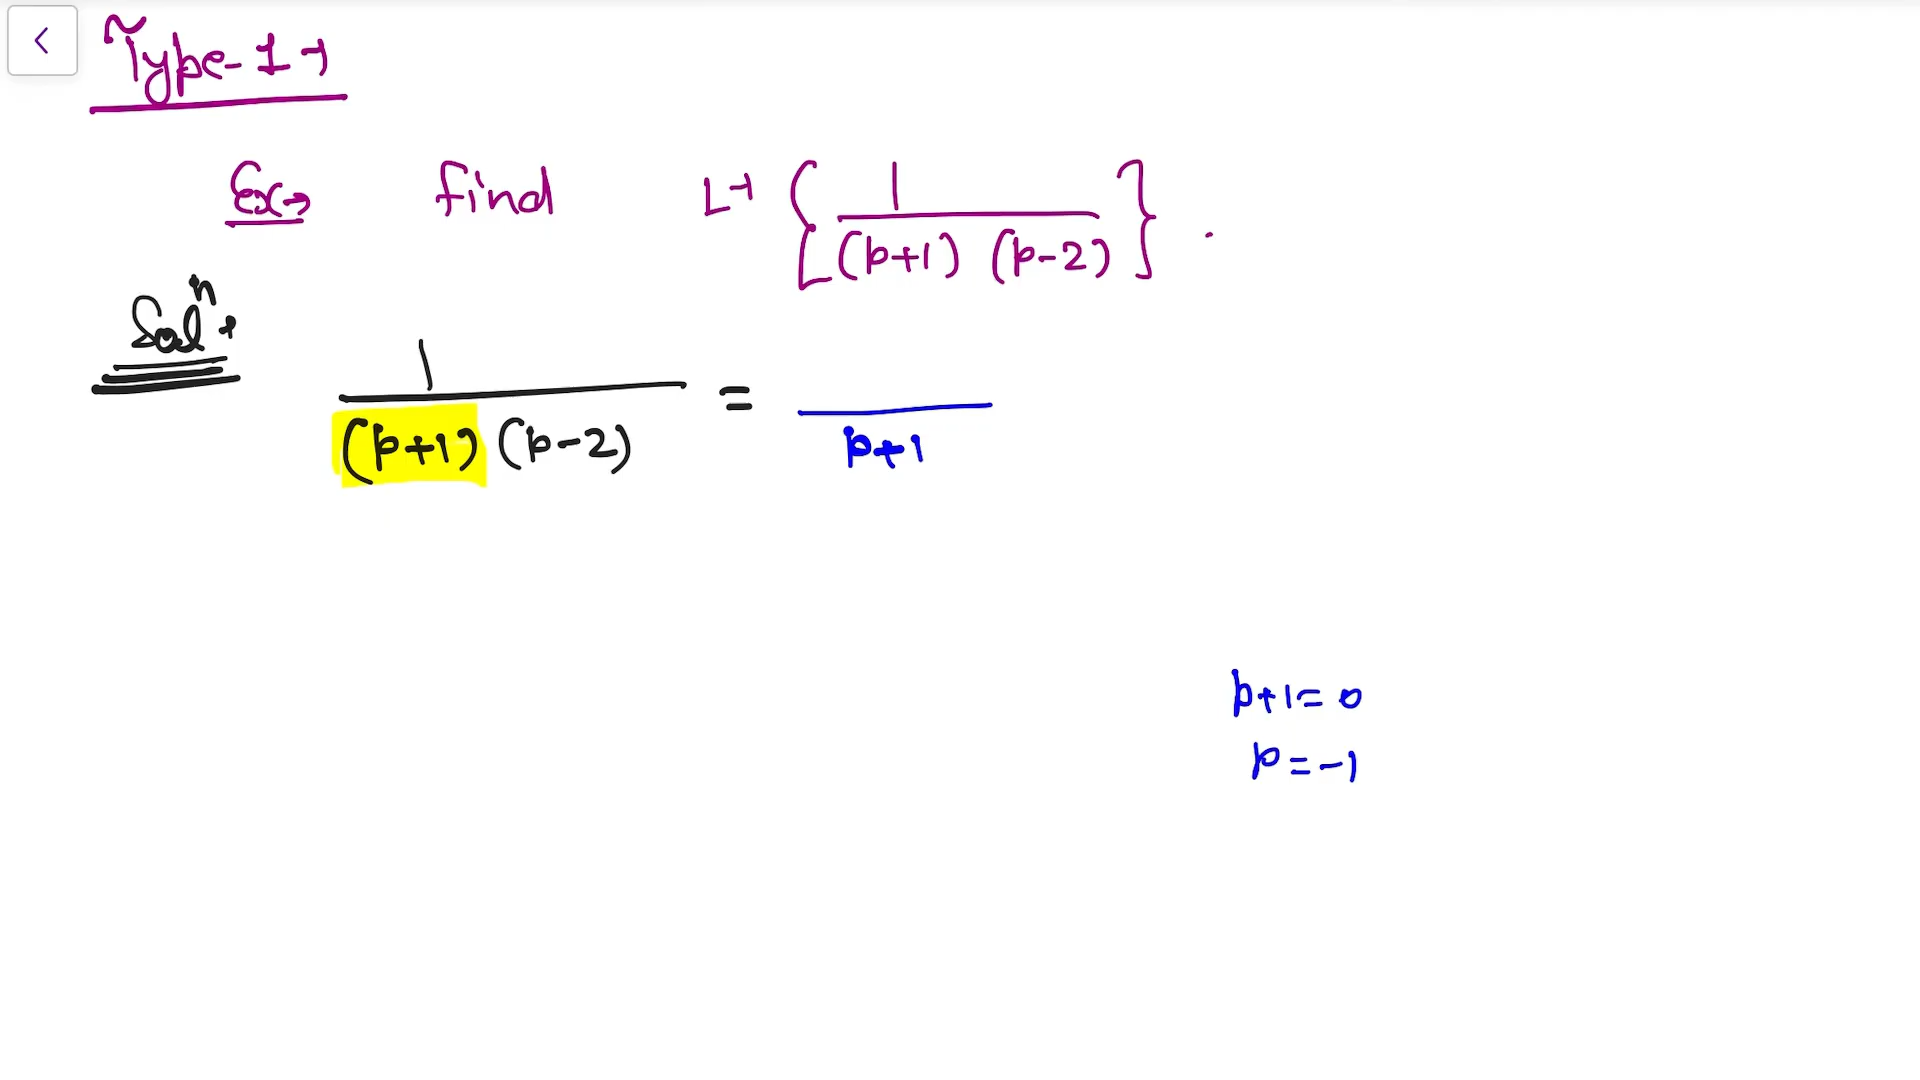 Type-1→
Ex→ find L⁻¹ { 1 / (p+1) (p-2) } .
Solⁿ.
1 / (p+1) (p-2) = / p+1
p+1=0
p=-1